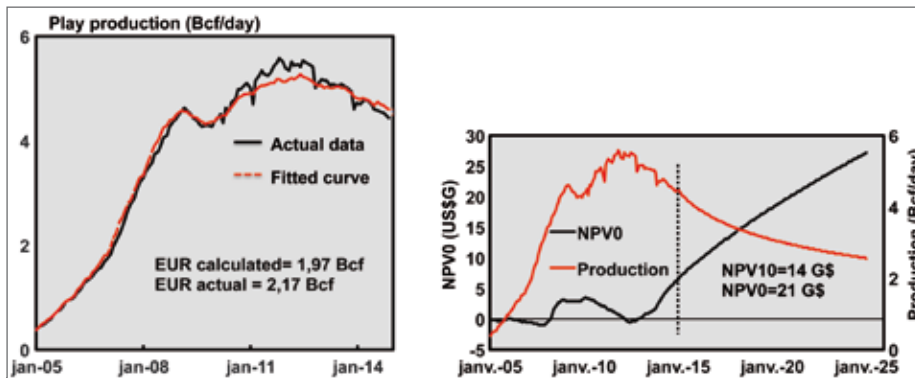 Play production (Bcf/day)
6
4
2
0
Actual data
Fitted curve
EUR calculated= 1,97 Bcf
EUR actual = 2,17 Bcf
jan-05 jan-08 jan-11 jan-14
NPV0 (US$G)
30
25
20
15
10
5
0
-5
NPV0
Production
NPV10=14 G$
NPV0=21 G$
6
4
2
0
Production (Bcf/day)
janv.-05 janv.-10 janv.-15 janv.-20 janv.-25